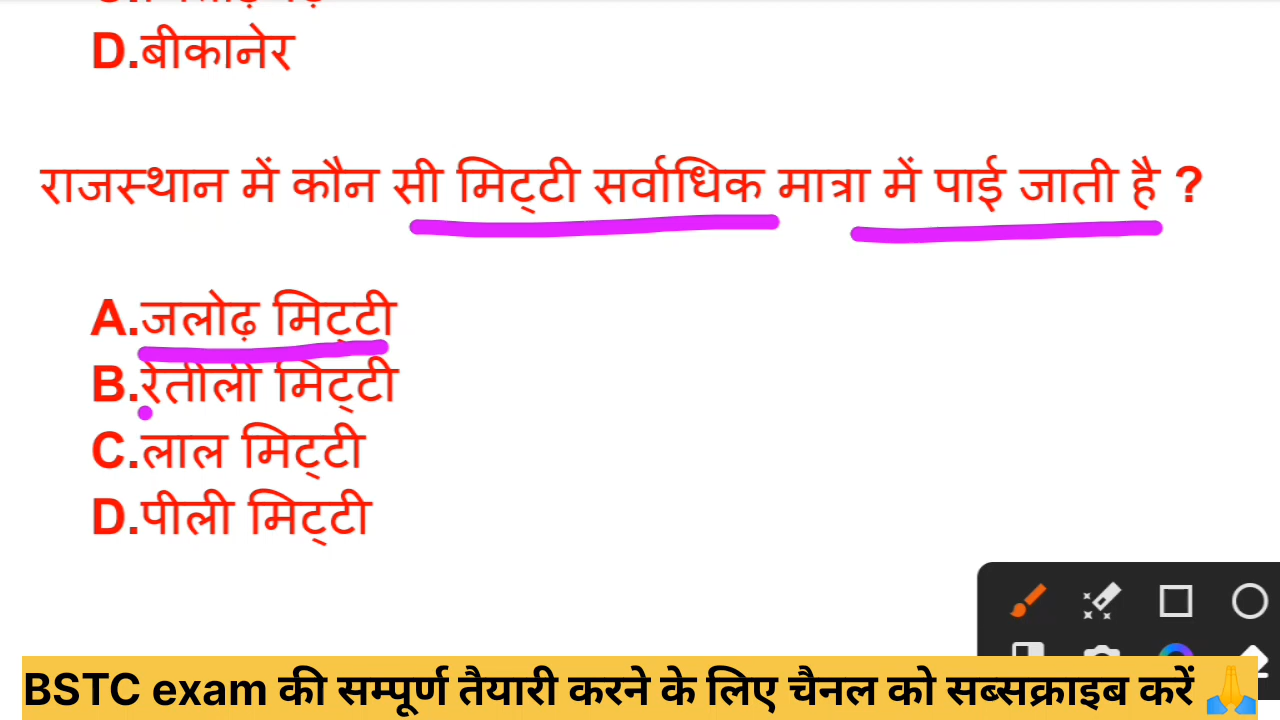 D.बीकानेर
राजस्थान में कौन सी मिट्टी सर्वाधिक मात्रा में पाई जाती है ?
A.जलोढ़ मिट्टी
B.रेतीली मिट्टी
C.लाल मिट्टी
D.पीली मिट्टी
BSTC exam की सम्पूर्ण तैयारी करने के लिए चैनल को सब्सक्राइब करें 🙏